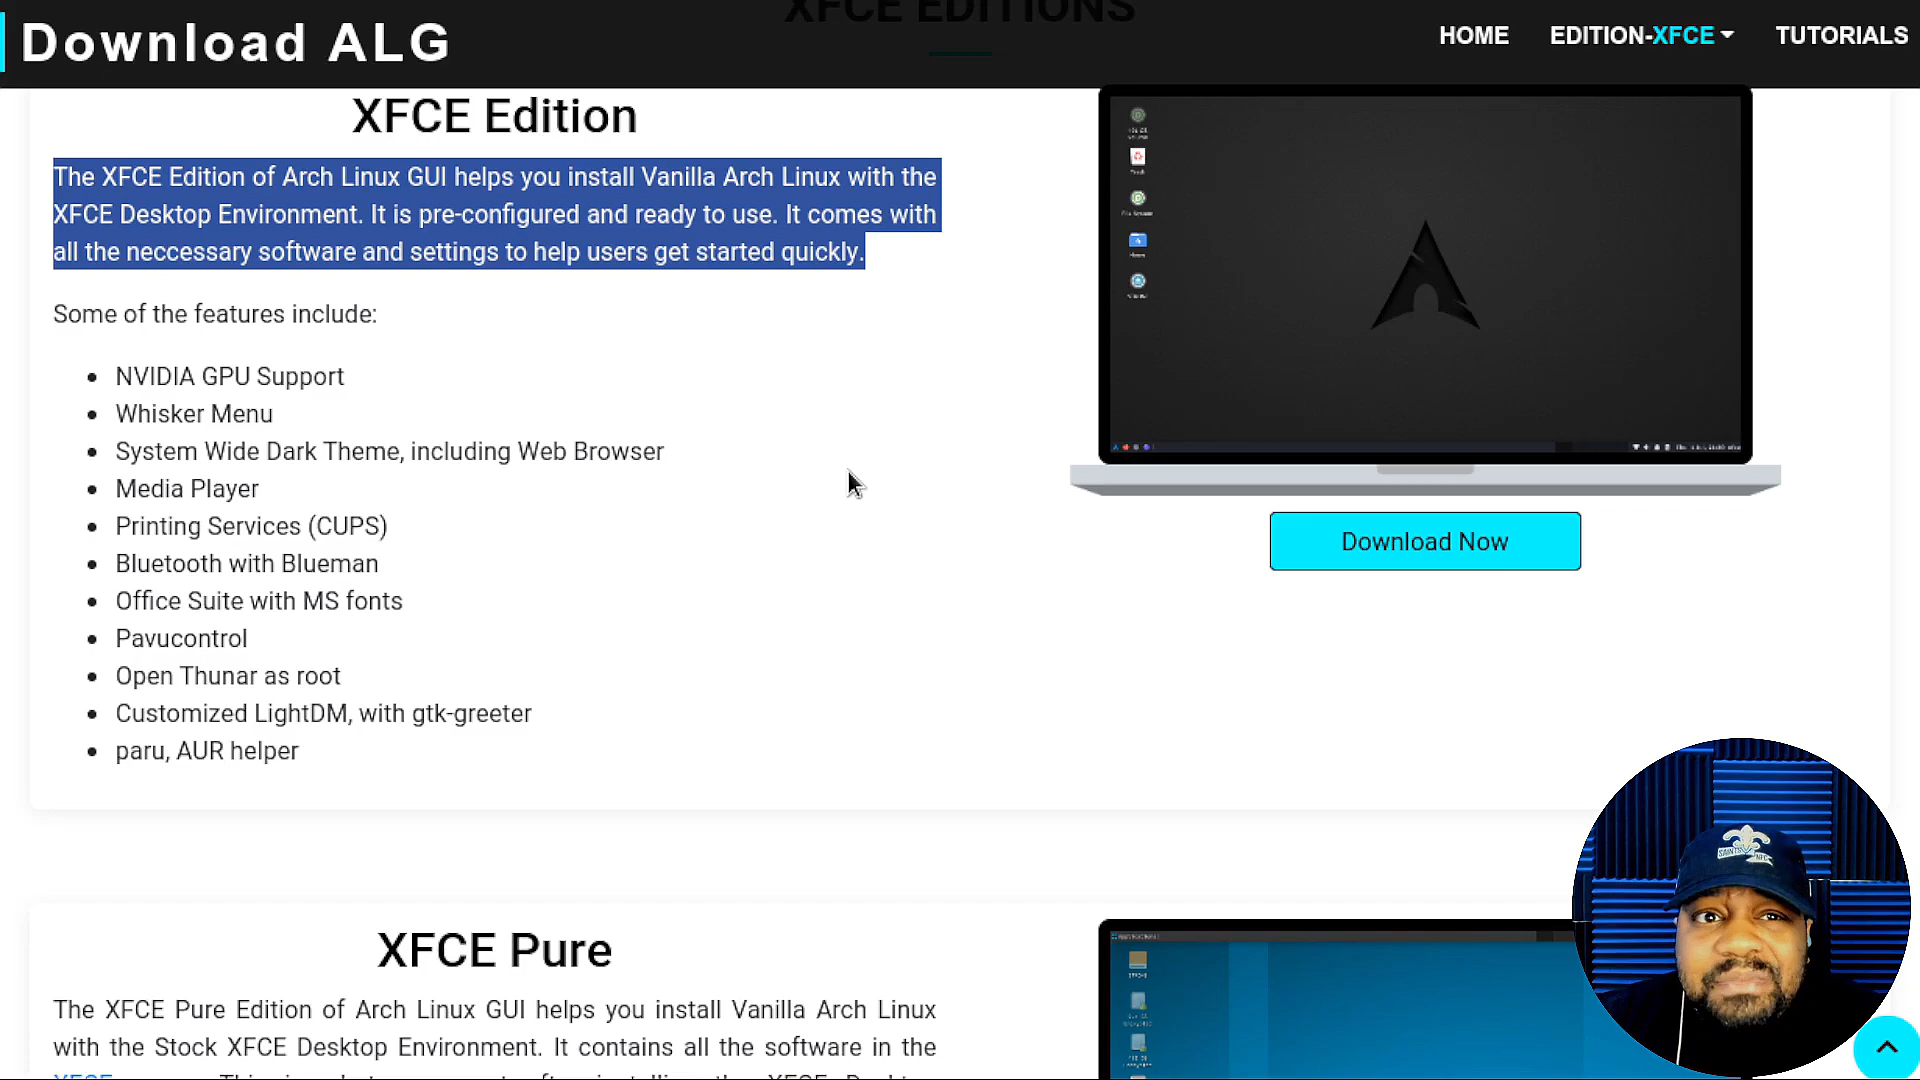 XFCE EDITIONS
Download ALG
HOME
EDITION-XFCE
TUTORIALS
XFCE Edition
The XFCE Edition of Arch Linux GUI helps you install Vanilla Arch Linux with the
XFCE Desktop Environment. It is pre-configured and ready to use. It comes with
all the neccessary software and settings to help users get started quickly.
Some of the features include:
NVIDIA GPU Support
Whisker Menu
System Wide Dark Theme, including Web Browser
Media Player
Printing Services (CUPS)
Bluetooth with Blueman
Office Suite with MS fonts
Pavucontrol
Open Thunar as root
Customized LightDM, with gtk-greeter
paru, AUR helper
Download Now
XFCE Pure
The XFCE Pure Edition of Arch Linux GUI helps you install Vanilla Arch Linux
with the Stock XFCE Desktop Environment. It contains all the software in the
SAINTS